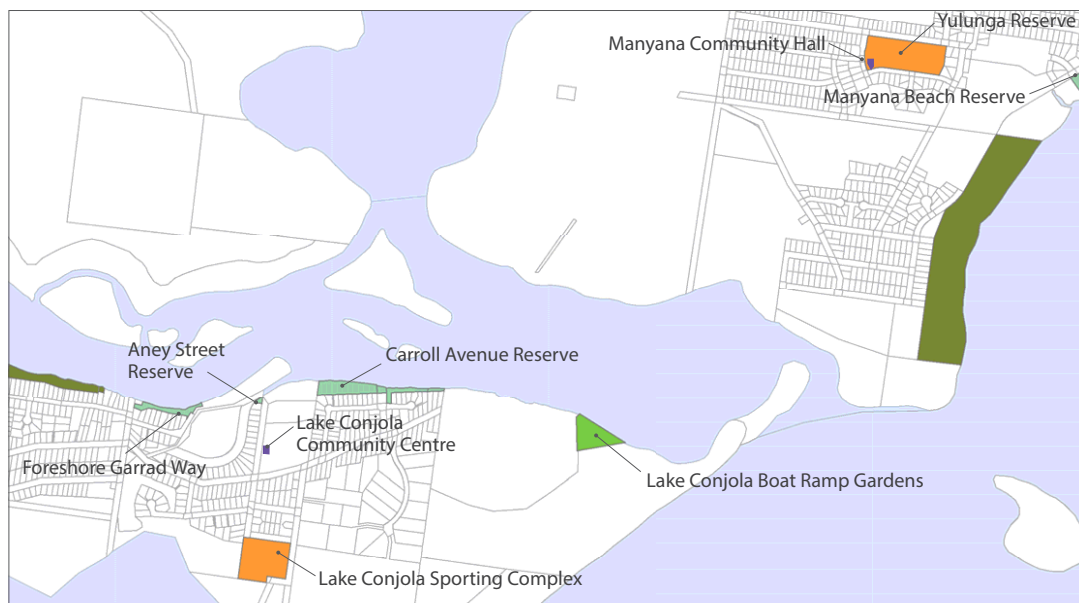 Yulunga Reserve
Manyana Community Hall
Manyana Beach Reserve
Aney Street
Reserve
Carroll Avenue Reserve
Lake Conjola
Community Centre
Foreshore Garrad Way
Lake Conjola Boat Ramp Gardens
Lake Conjola Sporting Complex